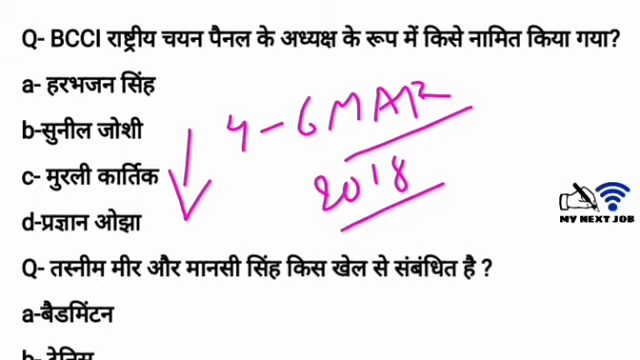 Q- BCCI राष्ट्रीय चयन पैनल के अध्यक्ष के रूप में किसे नामित किया गया?
a- हरभजन सिंह
b-सुनील जोशी
c- मुरली कार्तिक
d-प्रज्ञान ओझा
4-6 MAR
2018
MY NEXT JOB
Q- तस्नीम मीर और मानसी सिंह किस खेल से संबंधित है ?
a-बैडमिंटन
b-टेनिस